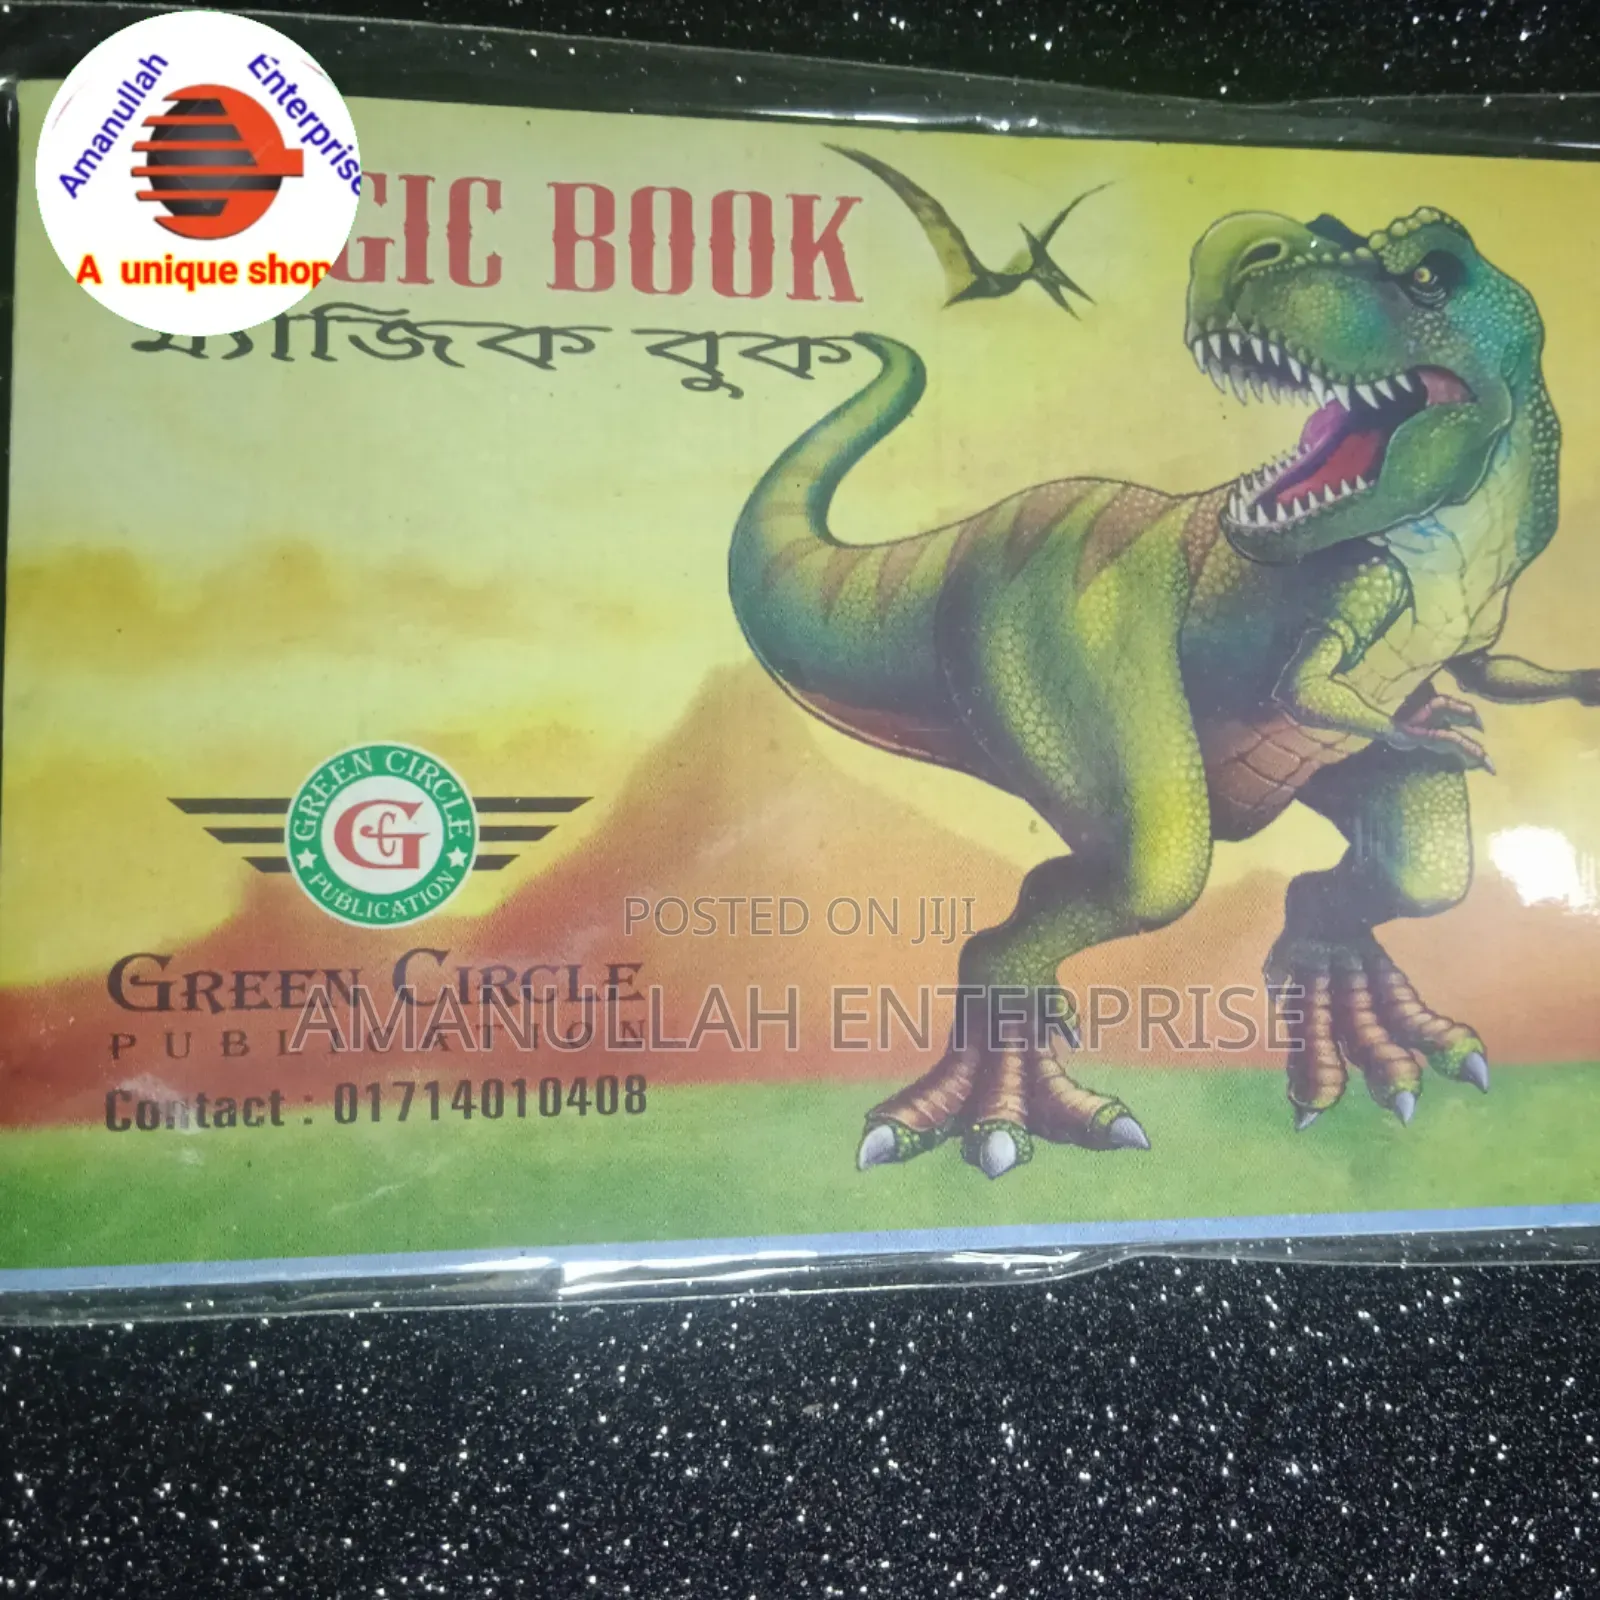 Amanullah Enterprise
A unique shop
GIC BOOK
ম্যাজিক বুক
GREEN CIRCLE
GC
PUBLICATION
POSTED ON JIJI
GREEN CIRCLE
AMANULLAH ENTERPRISE
PUBLICATION
Contact : 01714010408